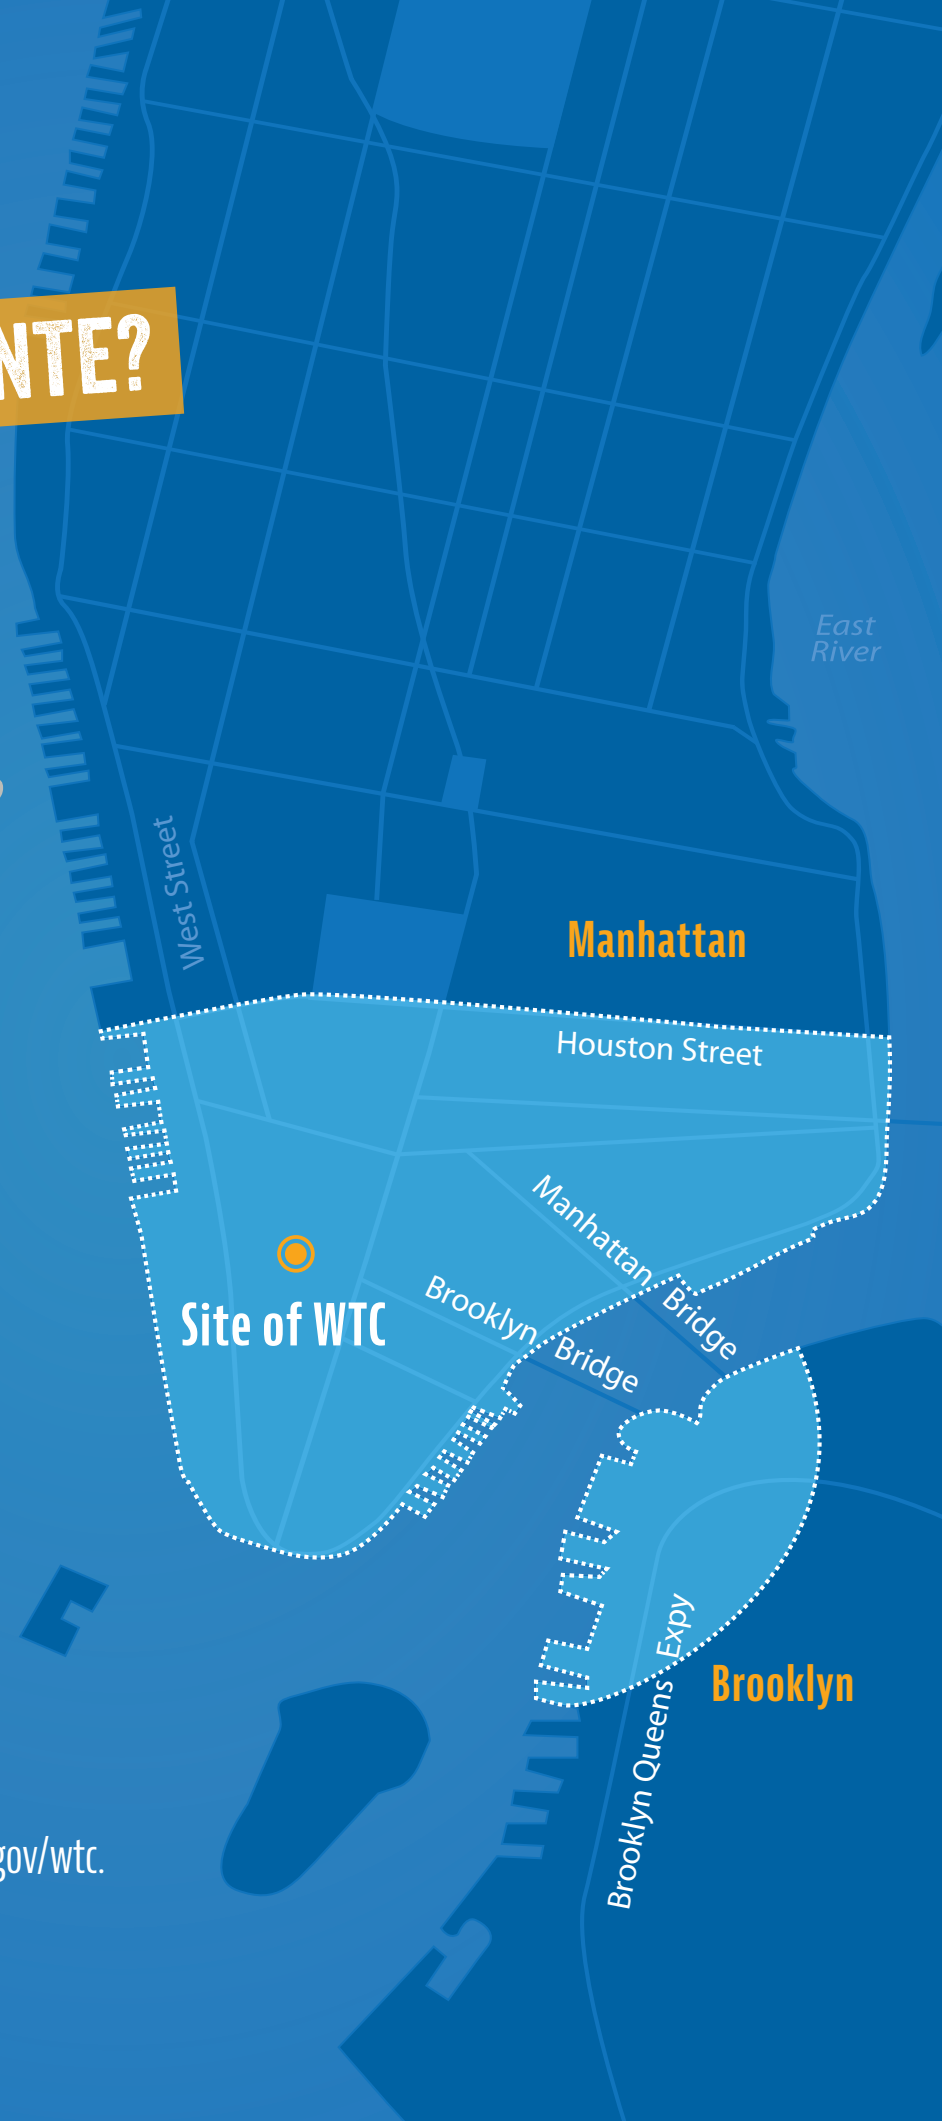 NTE?
East
River
West Street
Manhattan
Houston Street
Manhattan Bridge
Brooklyn Bridge
Site of WTC
Brooklyn Queens Expy
Brooklyn
gov/wtc.